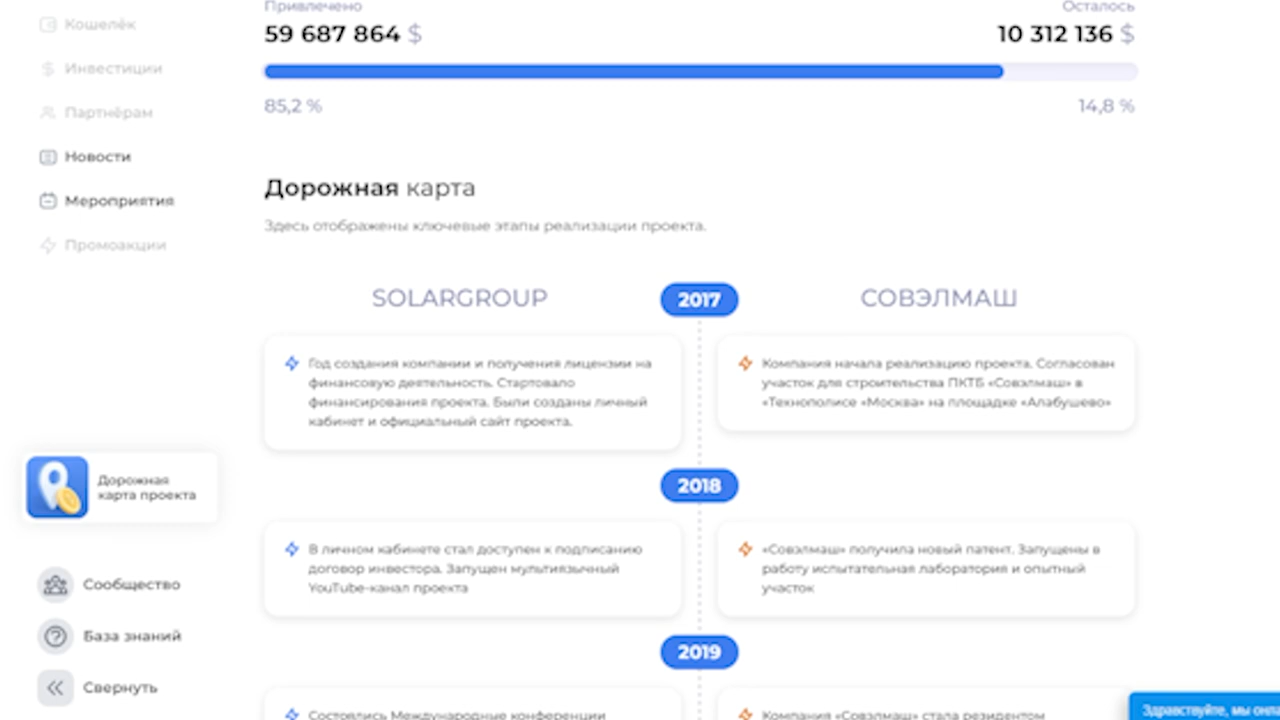 Кошелёк
Инвестиции
Партнёрам
Новости
Мероприятия
Промоакции
Дорожная
карта проекта
Сообщество
База знаний
Свернуть
Привлечено
Осталось
59 687 864 $
10 312 136 $
85,2 %
14,8 %
Дорожная карта
Здесь отображены ключевые этапы реализации проекта.
SOLARGROUP
2017
СОВЭЛМАШ
Год создания компании и получения лицензии на
финансовую деятельность. Стартовало
финансирования проекта. Были созданы личный
кабинет и официальный сайт проекта.
Компания начала реализацию проекта. Согласован
участок для строительства ПКТБ «Совэлмаш» в
«Технополисе «Москва» на площадке «Алабушево»
2018
В личном кабинете стал доступен к подписанию
договор инвестора. Запущен мультиязычный
YouTube-канал проекта
«Совэлмаш» получила новый патент. Запущены в
работу испытательная лаборатория и опытный
участок
2019
Состоялись Международные конференции
Компания «Совэлмаш» стала резидентом
Здравствуйте, мы онла